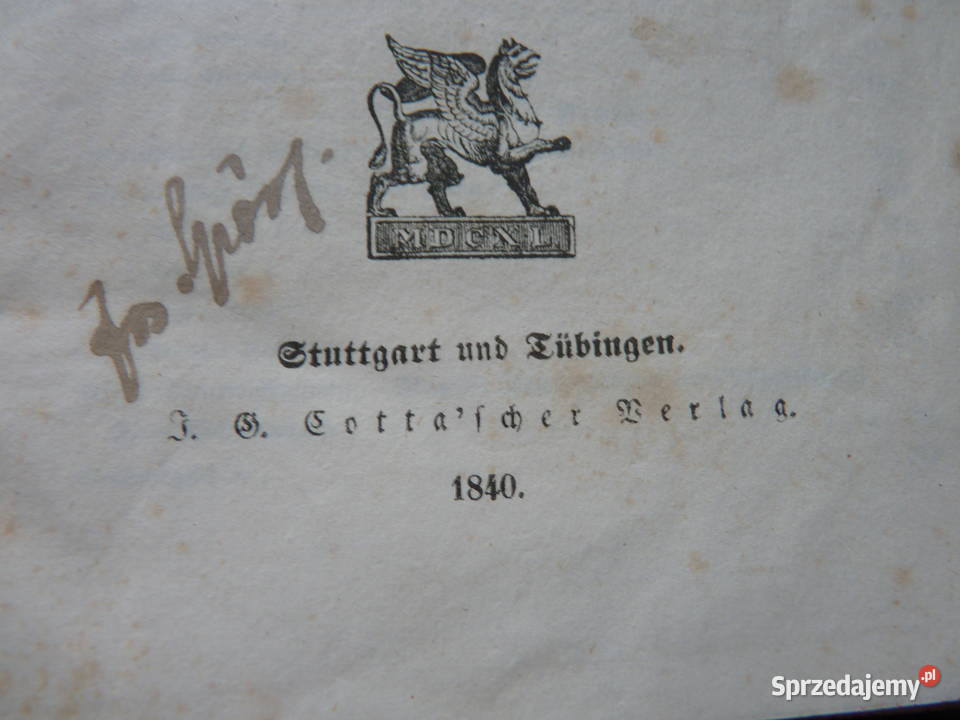 MDCXL
Stuttgart und Tübingen.
J. G. Cotta'scher Verlag.
1840.
Sprzedajemy.pl